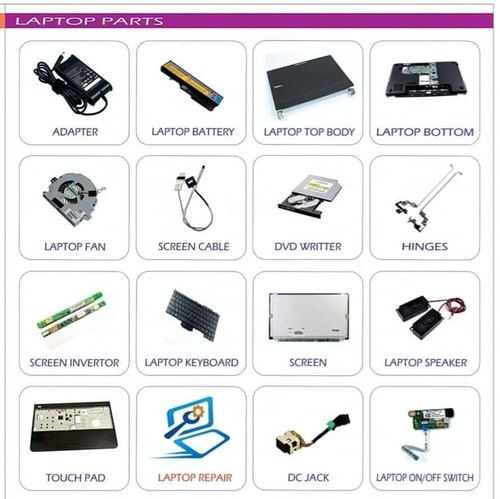 LAPTOP PARTS
ADAPTER
LAPTOP BATTERY
LAPTOP TOP BODY
LAPTOP BOTTOM
LAPTOP FAN
SCREEN CABLE
DVD WRITTER
HINGES
SCREEN INVERTOR
LAPTOP KEYBOARD
SCREEN
LAPTOP SPEAKER
TOUCH PAD
LAPTOP REPAIR
DC JACK
LAPTOP ON/OFF SWITCH